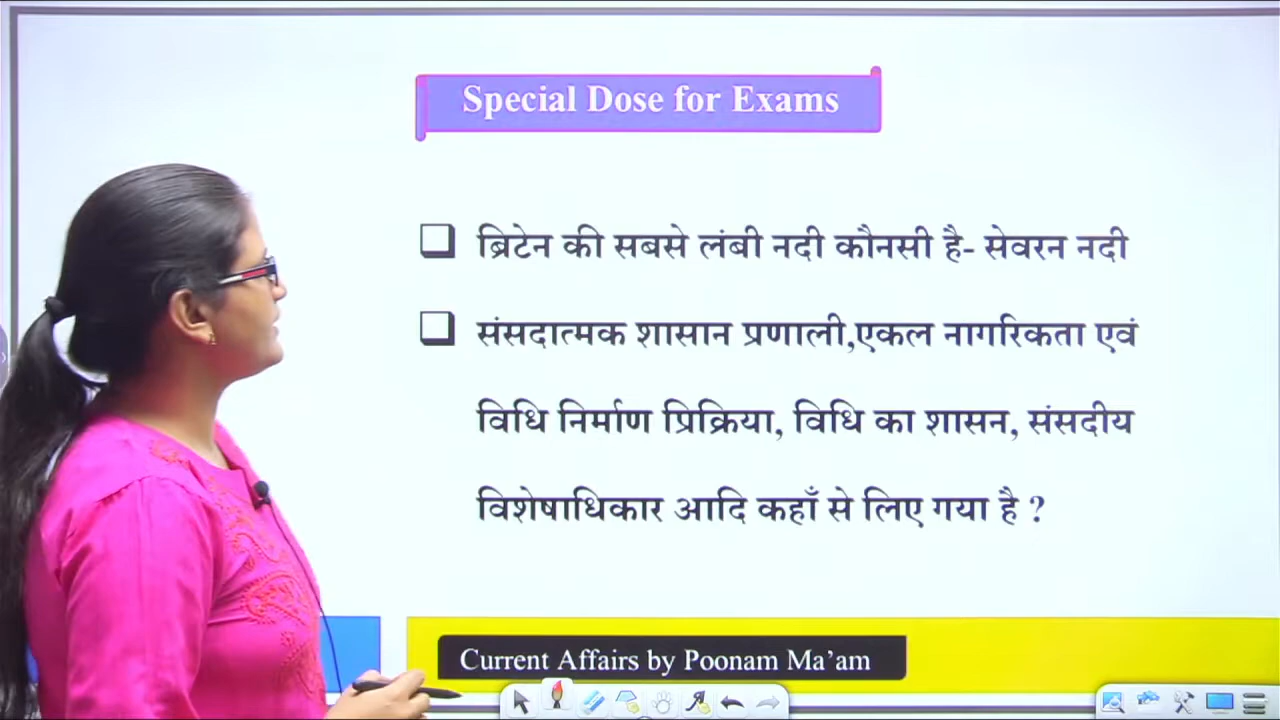 Special Dose for Exams
ब्रिटेन की सबसे लंबी नदी कौनसी है- सेवरन नदी
संसदात्मक शासान प्रणाली,एकल नागरिकता एवं
विधि निर्माण प्रिक्रिया, विधि का शासन, संसदीय
विशेषाधिकार आदि कहाँ से लिए गया है ?
Current Affairs by Poonam Ma’am